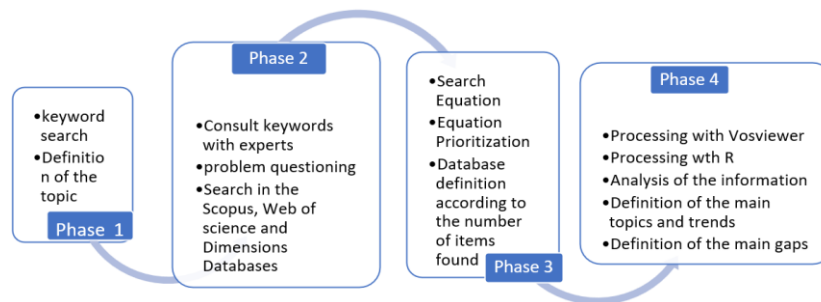 Phase 1
•keyword
search
•Definitio
n of the
topic
Phase 2
•Consult keywords
with experts
•problem questioning
•Search in the
Scopus, Web of
science and
Dimensions
Databases
•Search
Equation
•Equation
Prioritization
•Database
definition
according to
the number
of items
found
Phase 3
Phase 4
•Processing with Vosviewer
•Processing wth R
•Analysis of the information
•Definition of the main
topics and trends
•Definition of the main gaps